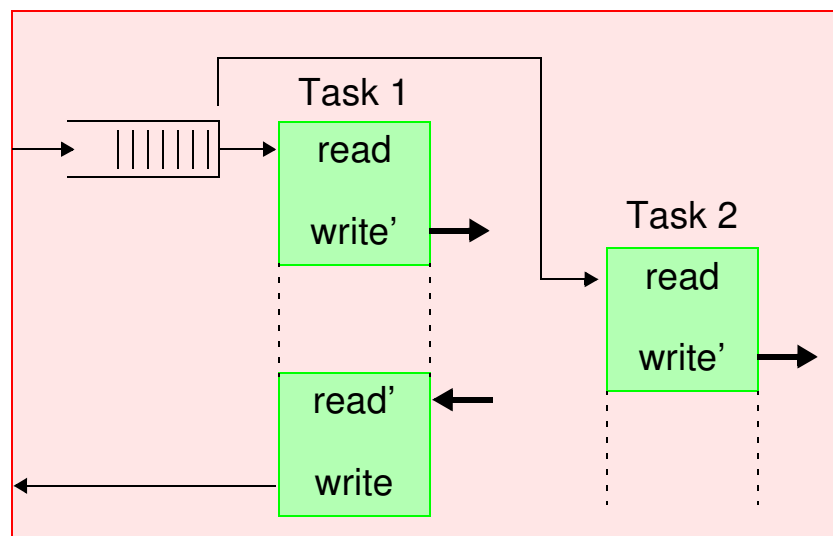 Task 1
read
write’
Task 2
read
write’
read’
write